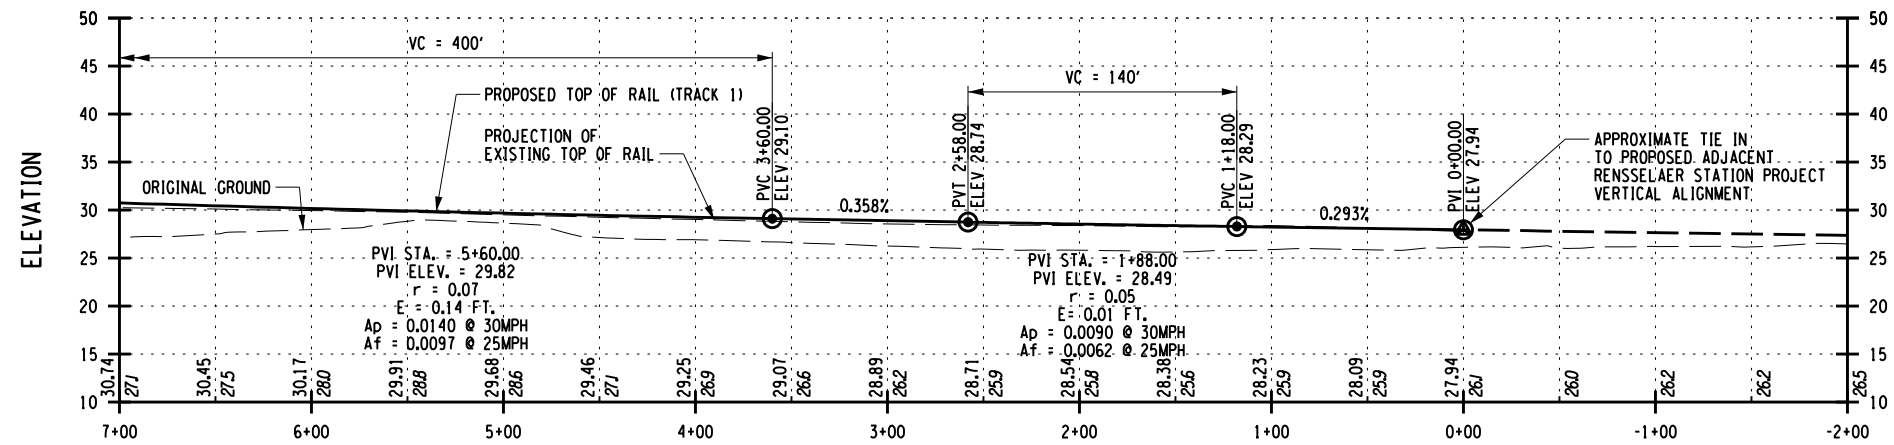 50
45
40
35
30
25
20
15
10
ELEVATION
VC = 400'
PROPOSED TOP OF RAIL (TRACK 1)
PROJECTION OF
EXISTING TOP OF RAIL
ORIGINAL GROUND
PVC 3+60.00
ELEV 29.10
0.358%
VC = 140'
PVT 2+58.00
ELEV 28.74
PVC 1+18.00
ELEV 28.29
0.293%
PVI 0+00.00
ELEV 27.94
APPROXIMATE TIE IN
TO PROPOSED ADJACENT
RENSSELAER STATION PROJECT
VERTICAL ALIGNMENT
PVI STA. = 5+60.00
PVI ELEV. = 29.82
r = 0.07
E = 0.14 FT.
Ap = 0.0140 @ 30MPH
Af = 0.0097 @ 25MPH
PVI STA. = 1+88.00
PVI ELEV. = 28.49
r = 0.05
E= 0.01 FT.
Ap = 0.0090 @ 30MPH
Af = 0.0062 @ 25MPH
30.74
27.1
30.45
27.5
30.17
28.0
29.91
28.8
29.68
28.6
29.46
27.1
29.25
26.9
29.07
26.6
28.89
26.2
28.71
25.9
28.54
25.8
28.38
25.6
28.23
25.9
28.09
25.9
27.94
26.1
26.0
26.2
26.2
26.5
50
45
40
35
30
25
20
15
10
7+00
6+00
5+00
4+00
3+00
2+00
1+00
0+00
-1+00
-2+00